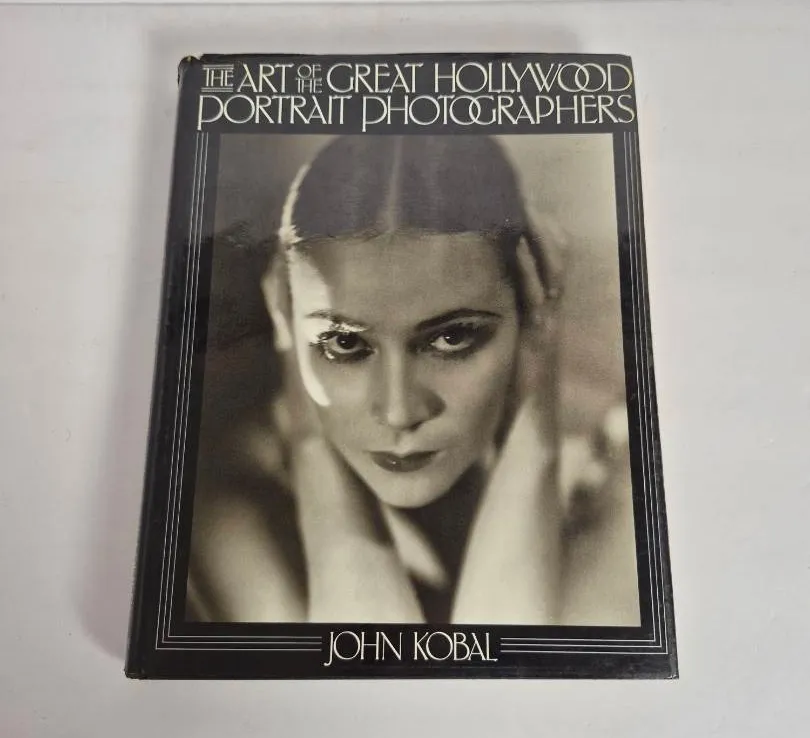 THE ART OF THE GREAT HOLLYWOOD
PORTRAIT PHOTOGRAPHERS
JOHN KOBAL